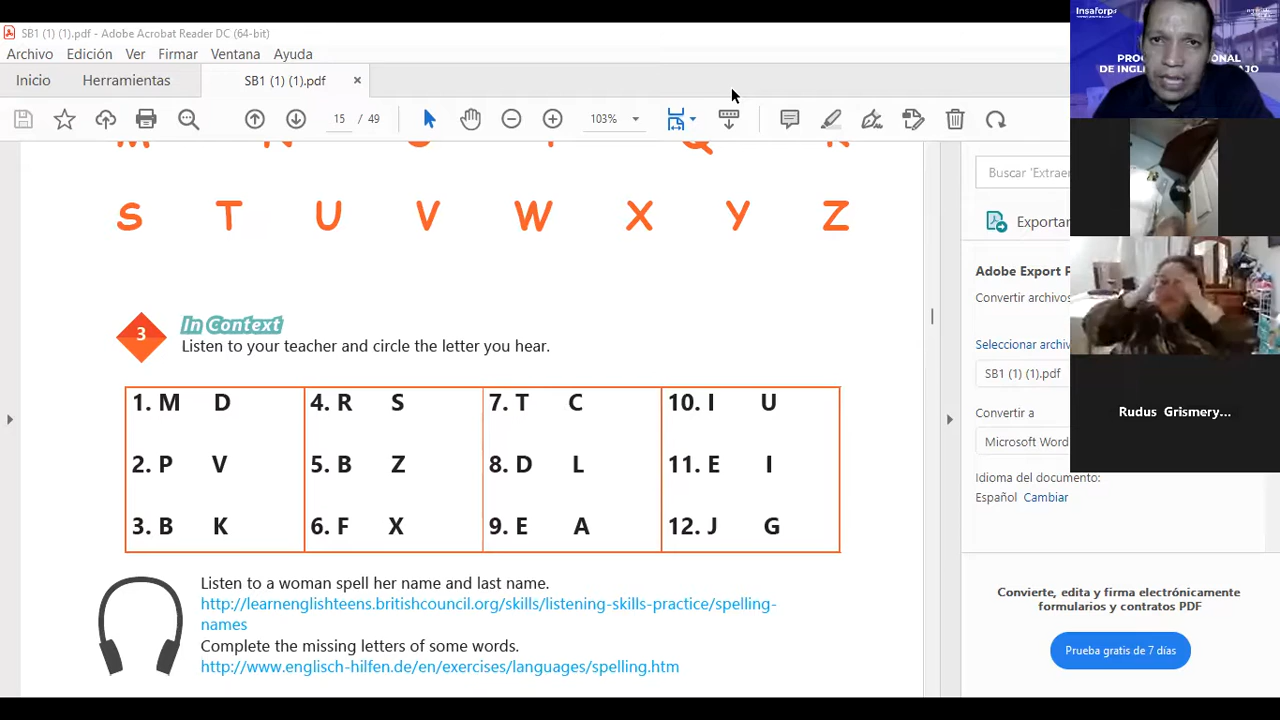 SB1 (1) (1).pdf - Adobe Acrobat Reader DC (64-bit)
Archivo Edición Ver Firmar Ventana Ayuda
Inicio Herramientas SB1 (1) (1).pdf ×
15 / 49 103%
S T U V W X Y Z
3 In Context
Listen to your teacher and circle the letter you hear.
1. M D 4. R S 7. T C 10. I U
2. P V 5. B Z 8. D L 11. E I
3. B K 6. F X 9. E A 12. J G
Listen to a woman spell her name and last name.
http://learnenglishteens.britishcouncil.org/skills/listening-skills-practice/spelling-
names
Complete the missing letters of some words.
http://www.englisch-hilfen.de/en/exercises/languages/spelling.htm
Buscar 'Extraer
Exportar
Adobe Export P
Convertir archivos
Seleccionar archiv
SB1 (1) (1).pdf
Convertir a
Microsoft Word
Idioma del documento:
Español Cambiar
Convierte, edita y firma electrónicamente
formularios y contratos PDF
Prueba gratis de 7 días
Insaforp
DE INGL AJO
Rudus Grismery...